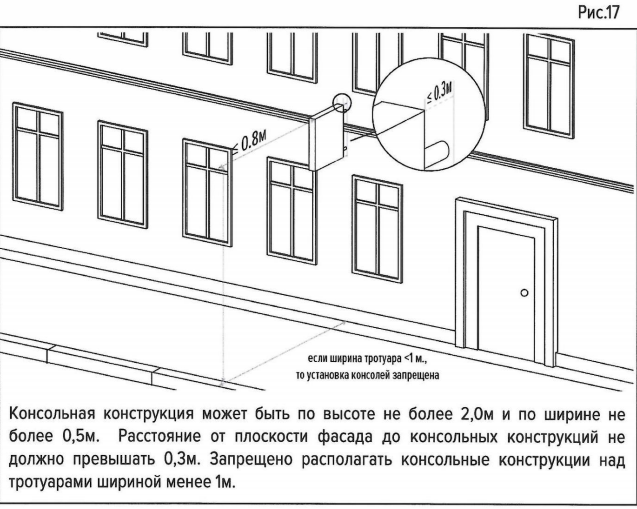 Рис.17
≤ 0.3м
≤ 0.8м
если ширина тротуара <1 м.,
то установка консолей запрещена
Консольная конструкция может быть по высоте не более 2,0м и по ширине не
более 0,5м. Расстояние от плоскости фасада до консольных конструкций не
должно превышать 0,3м. Запрещено располагать консольные конструкции над
тротуарами шириной менее 1м.